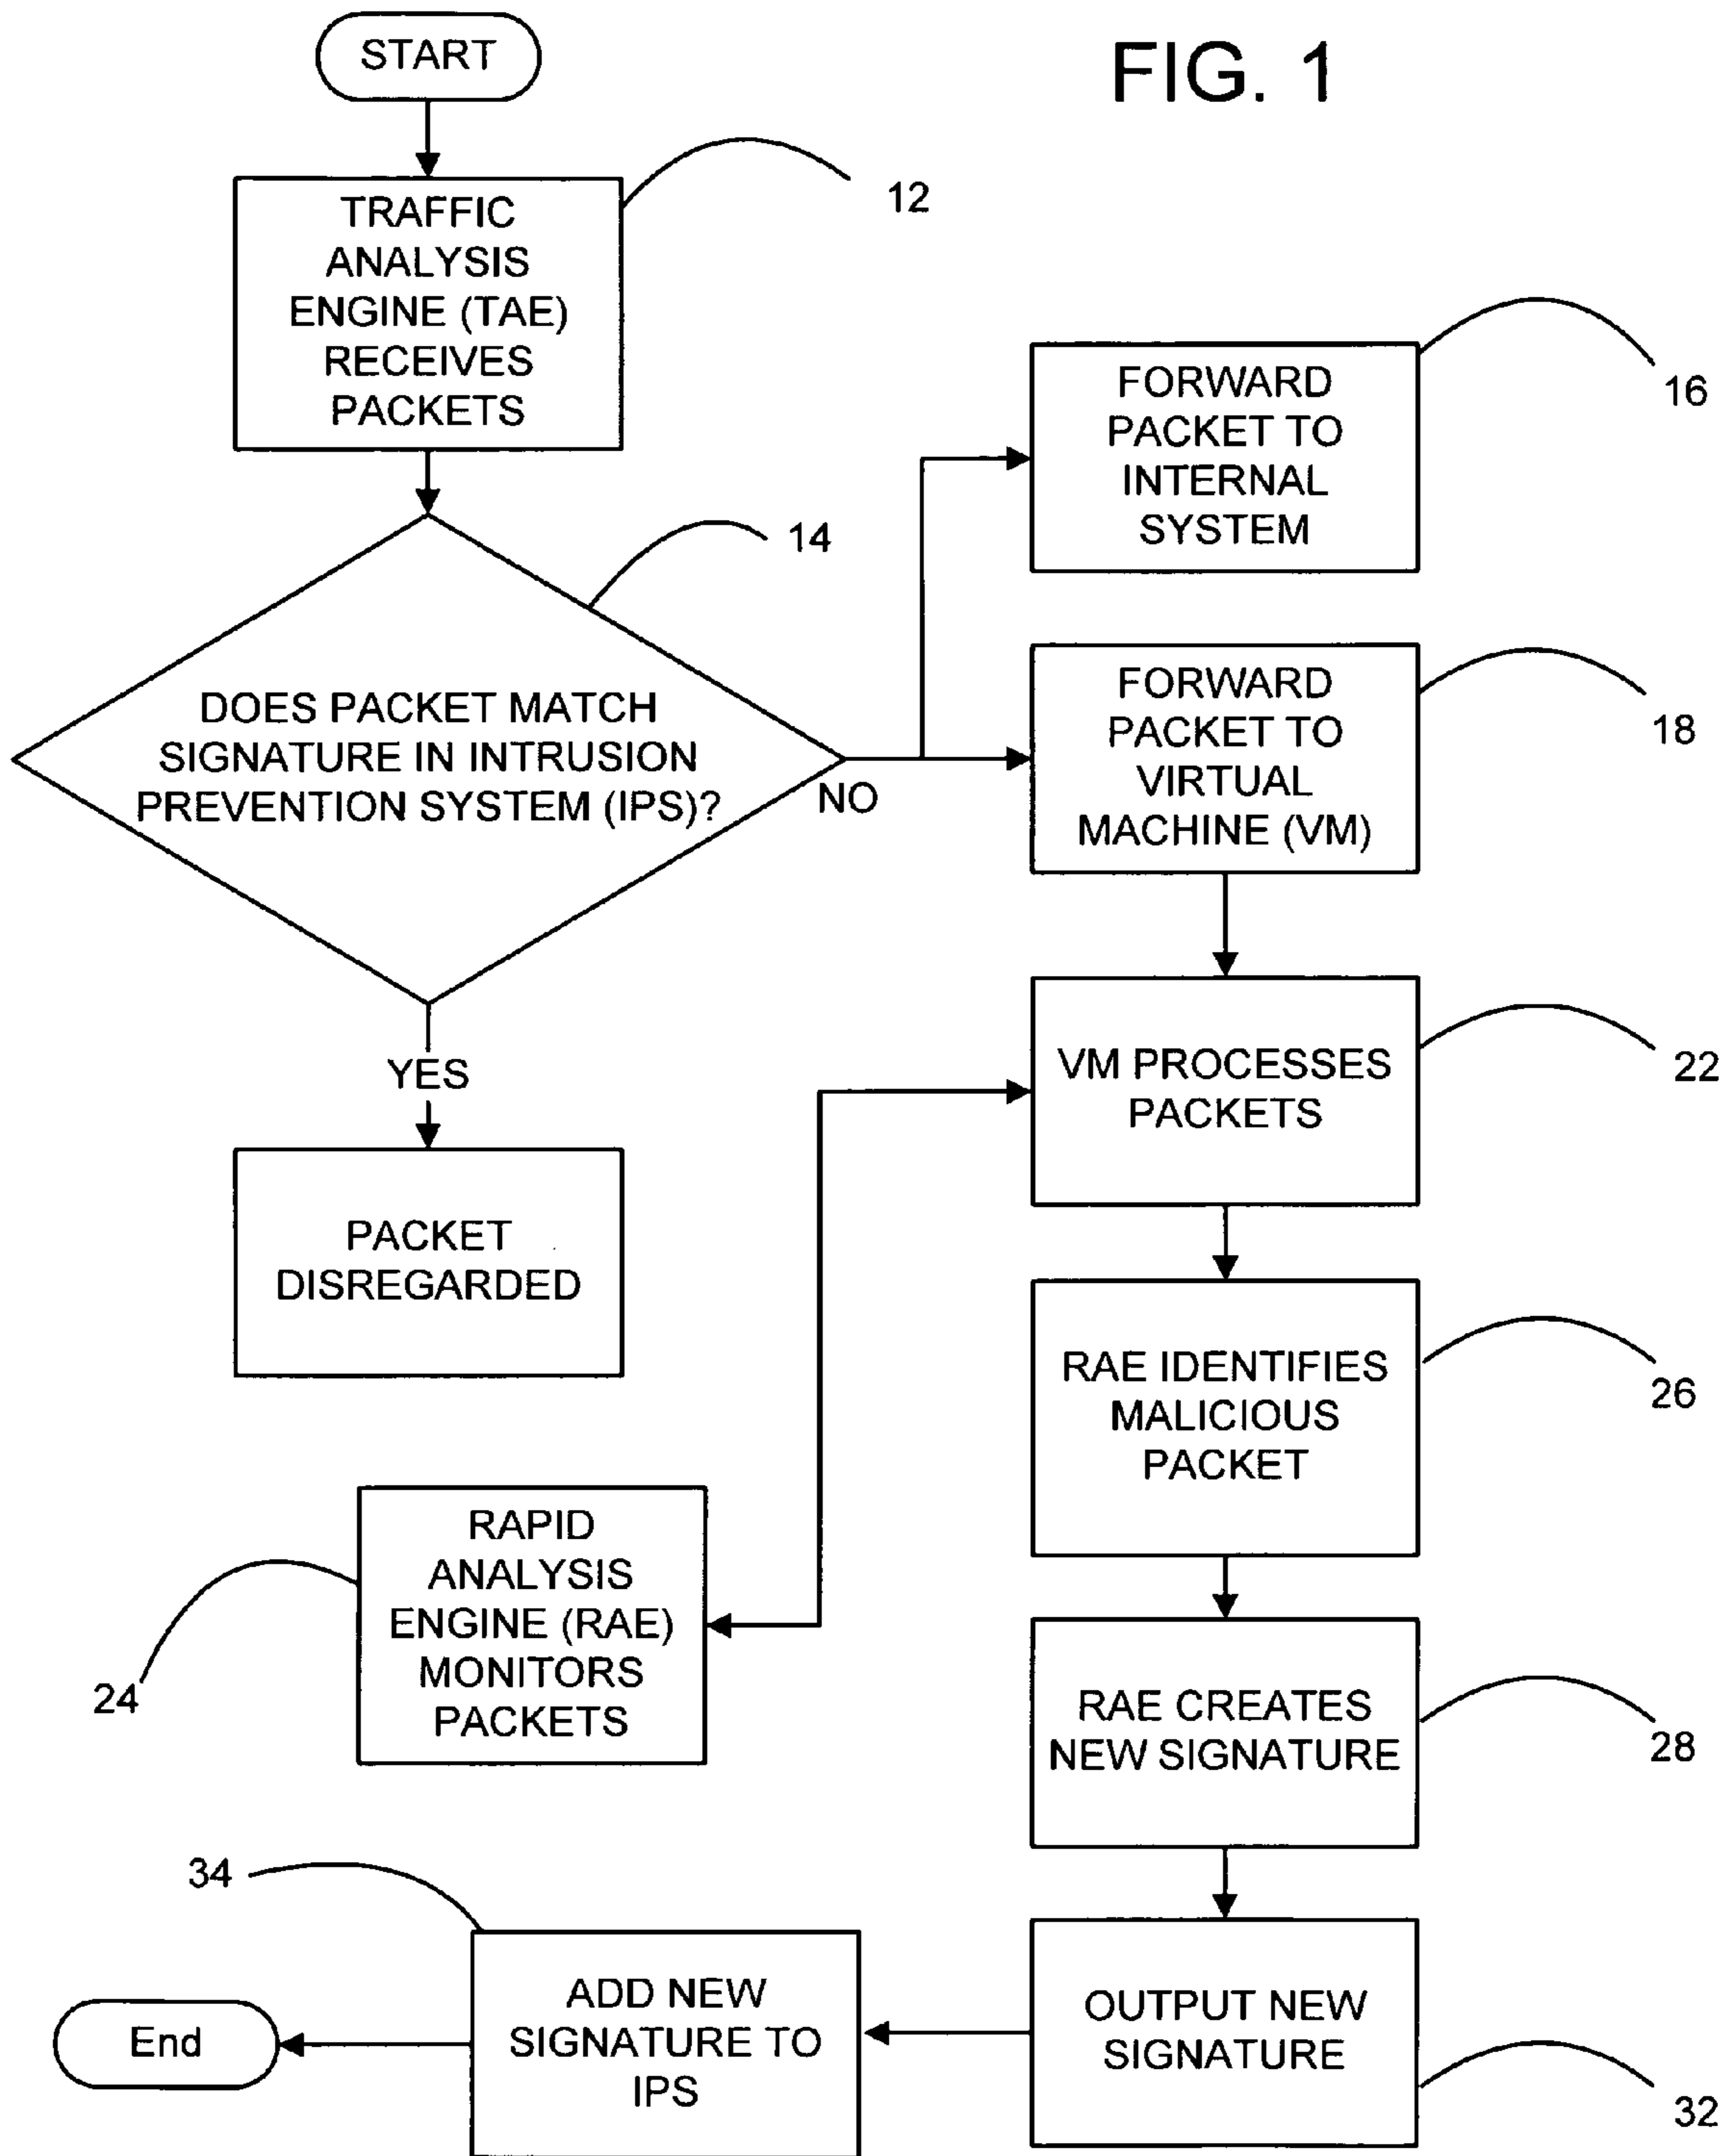 FIG. 1
START
TRAFFIC
ANALYSIS
ENGINE (TAE)
RECEIVES
PACKETS
12
DOES PACKET MATCH
SIGNATURE IN INTRUSION
PREVENTION SYSTEM (IPS)?
14
NO
YES
PACKET
DISREGARDED
FORWARD
PACKET TO
INTERNAL
SYSTEM
16
FORWARD
PACKET TO
VIRTUAL
MACHINE (VM)
18
VM PROCESSES
PACKETS
22
RAPID
ANALYSIS
ENGINE (RAE)
MONITORS
PACKETS
24
RAE IDENTIFIES
MALICIOUS
PACKET
26
RAE CREATES
NEW SIGNATURE
28
OUTPUT NEW
SIGNATURE
32
ADD NEW
SIGNATURE TO
IPS
34
End